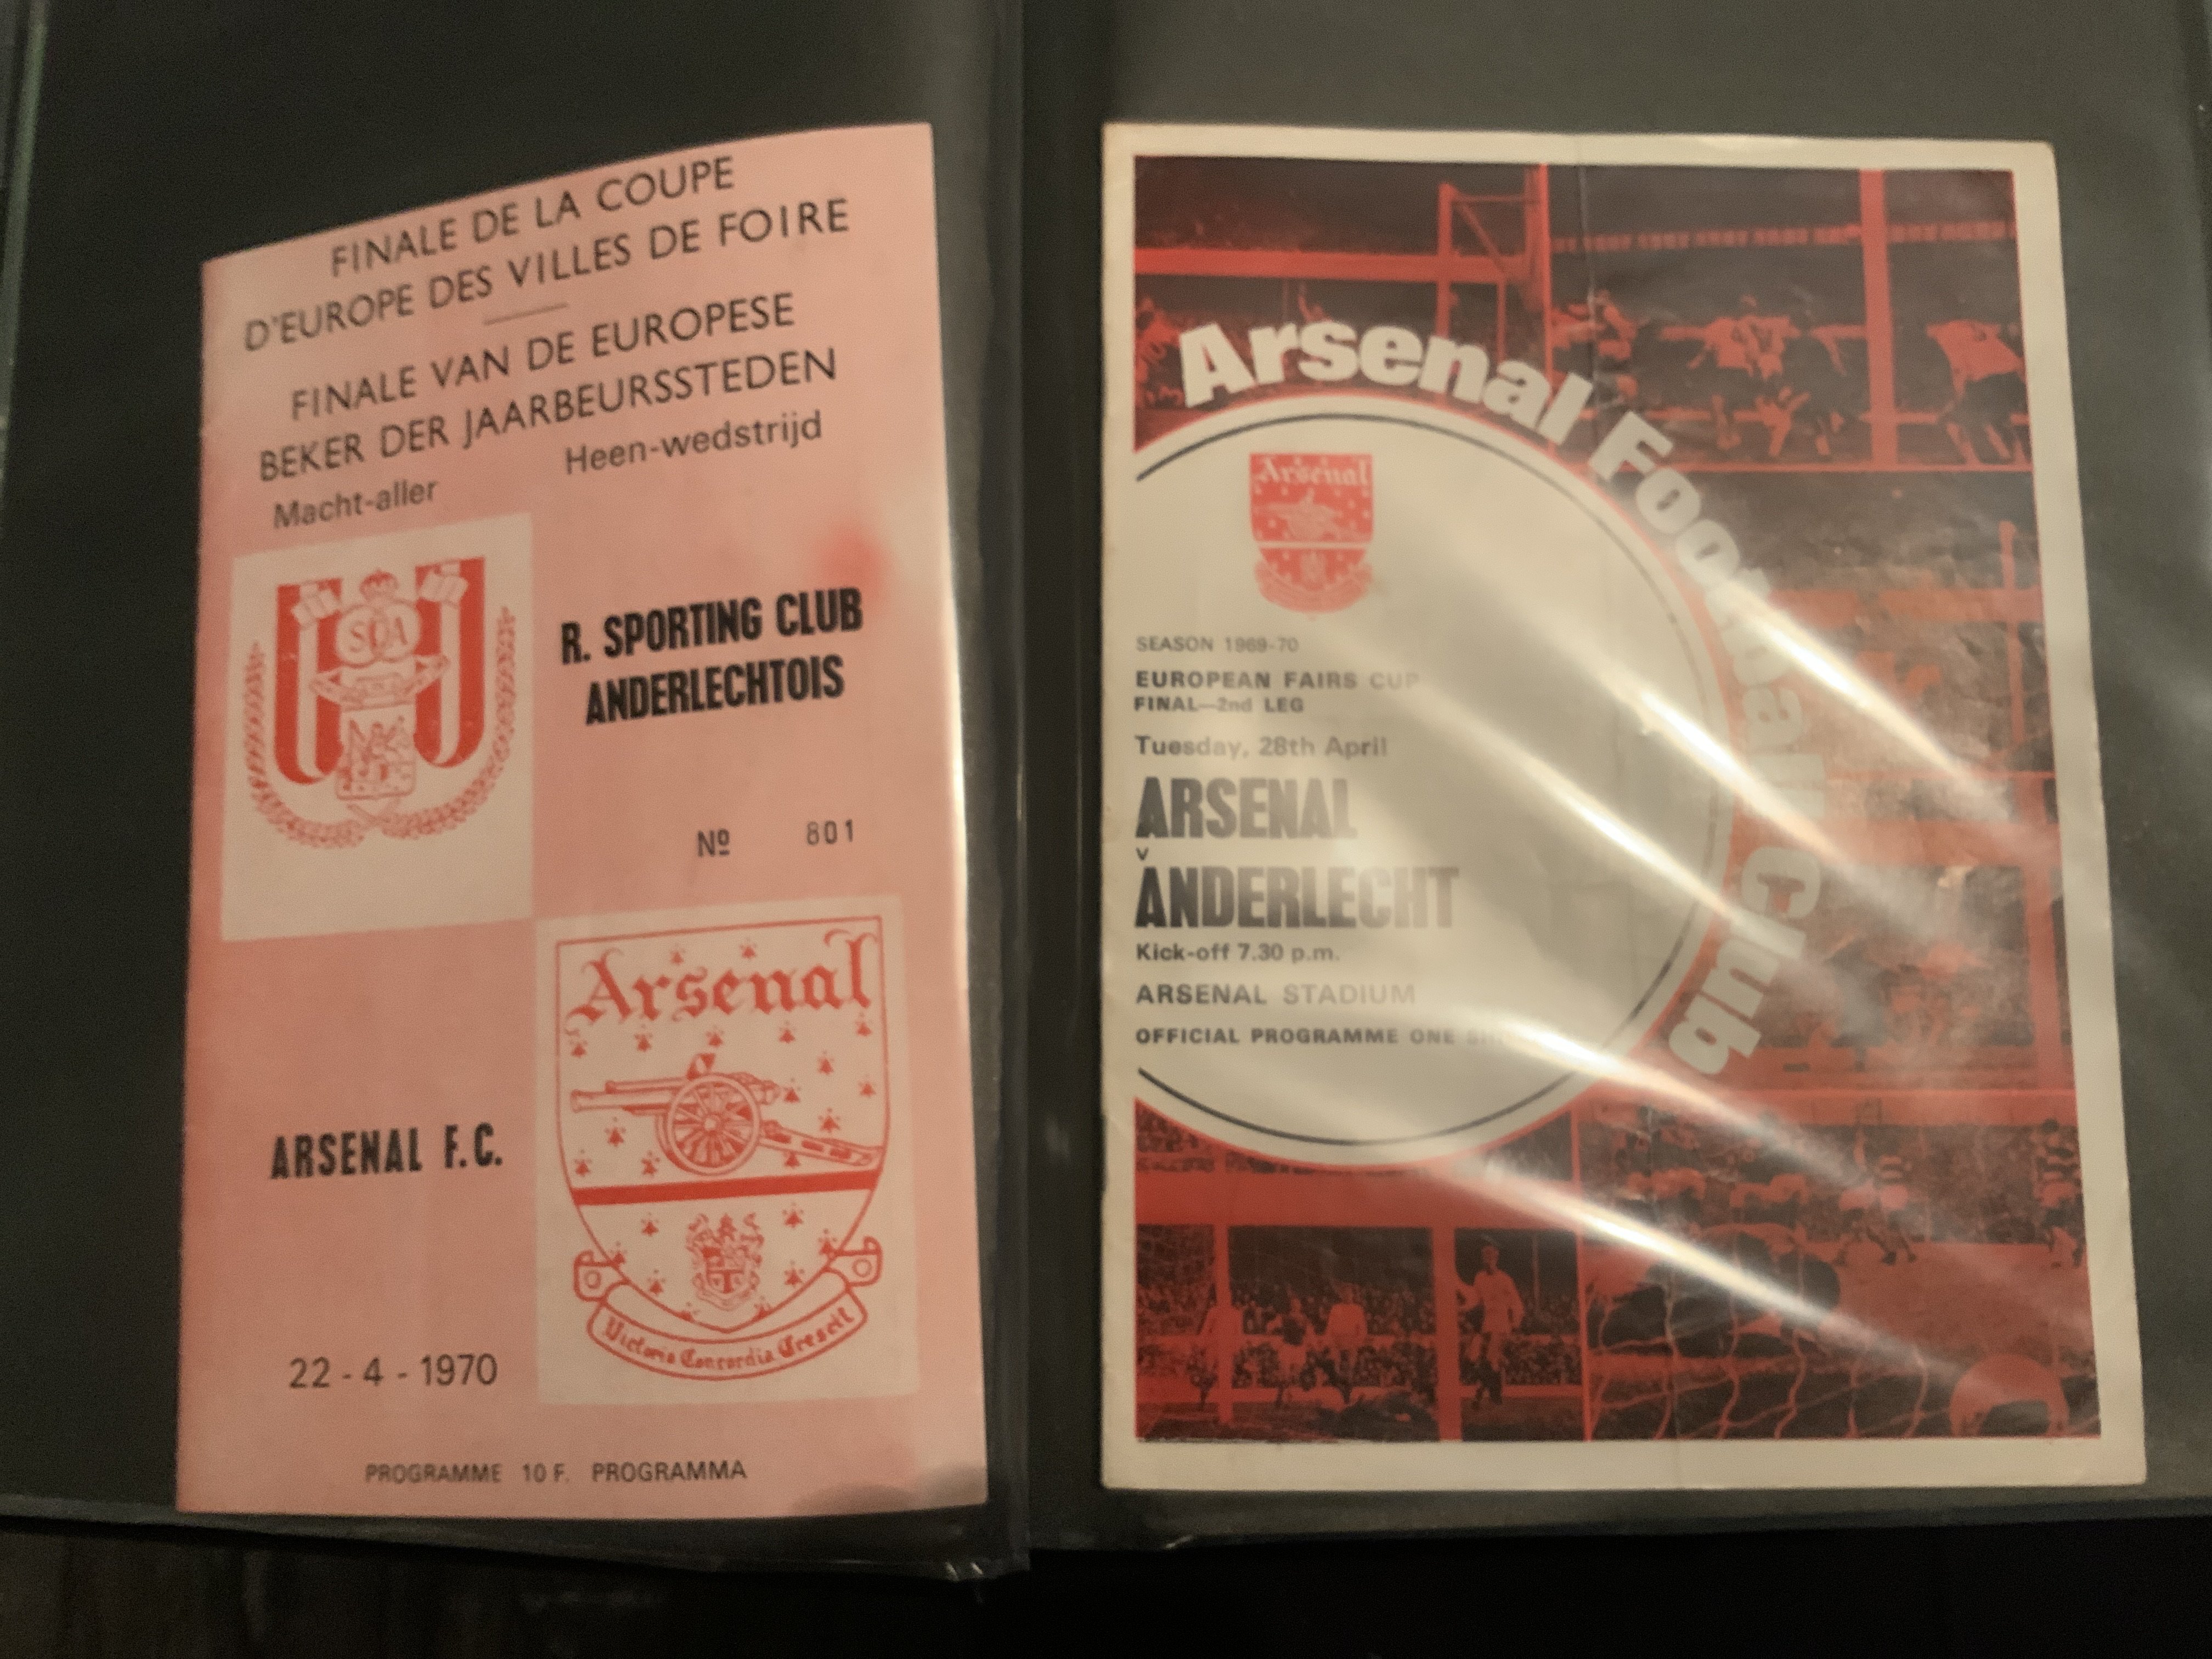 FINALE DE LA COUPE
D'EUROPE DES VILLES DE FOIRE
FINALE VAN DE EUROPESE
BEKER DER JAARBEURSSTEDEN
Macht-aller Heen-wedstrijd
SCA
R. SPORTING CLUB
ANDERLECHTOIS
Nº 801
Arsenal
ARSENAL F.C.
Victoria Concordia Crescit
22 - 4 - 1970
PROGRAMME 10 F. PROGRAMMA
Arsenal Football Club
Arsenal
SEASON 1969-70
EUROPEAN FAIRS CUP
FINAL—2nd LEG
Tuesday, 28th April
ARSENAL
v
ANDERLECHT
Kick-off 7.30 p.m.
ARSENAL STADIUM
OFFICIAL PROGRAMME ONE